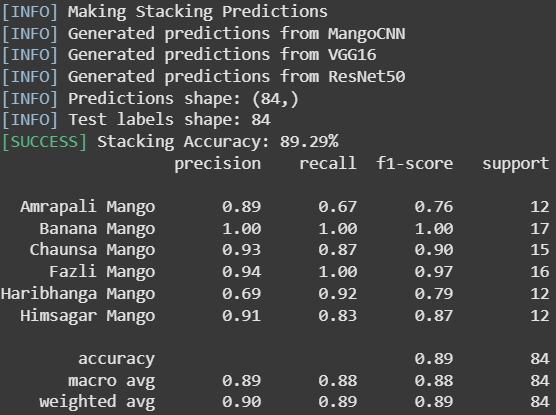 [INFO] Making Stacking Predictions
[INFO] Generated predictions from MangoCNN
[INFO] Generated predictions from VGG16
[INFO] Generated predictions from ResNet50
[INFO] Predictions shape: (84,)
[INFO] Test labels shape: 84
[SUCCESS] Stacking Accuracy: 89.29%
precision recall f1-score support
Amrapali Mango 0.89 0.67 0.76 12
Banana Mango 1.00 1.00 1.00 17
Chaunsa Mango 0.93 0.87 0.90 15
Fazli Mango 0.94 1.00 0.97 16
Haribhanga Mango 0.69 0.92 0.79 12
Himsagar Mango 0.91 0.83 0.87 12
accuracy 0.89 84
macro avg 0.89 0.88 0.88 84
weighted avg 0.90 0.89 0.89 84